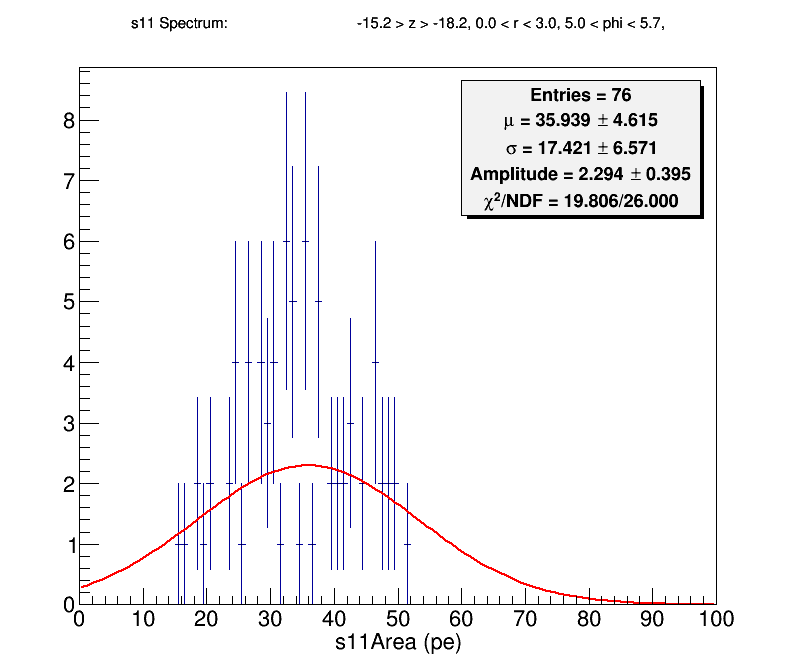 s11 Spectrum: -15.2 > z > -18.2, 0.0 < r < 3.0, 5.0 < phi < 5.7,
Entries = 76
μ = 35.939 ± 4.615
σ = 17.421 ± 6.571
Amplitude = 2.294 ± 0.395
χ²/NDF = 19.806/26.000
8
7
6
5
4
3
2
1
0
0 10 20 30 40 50 60 70 80 90 100
s11Area (pe)